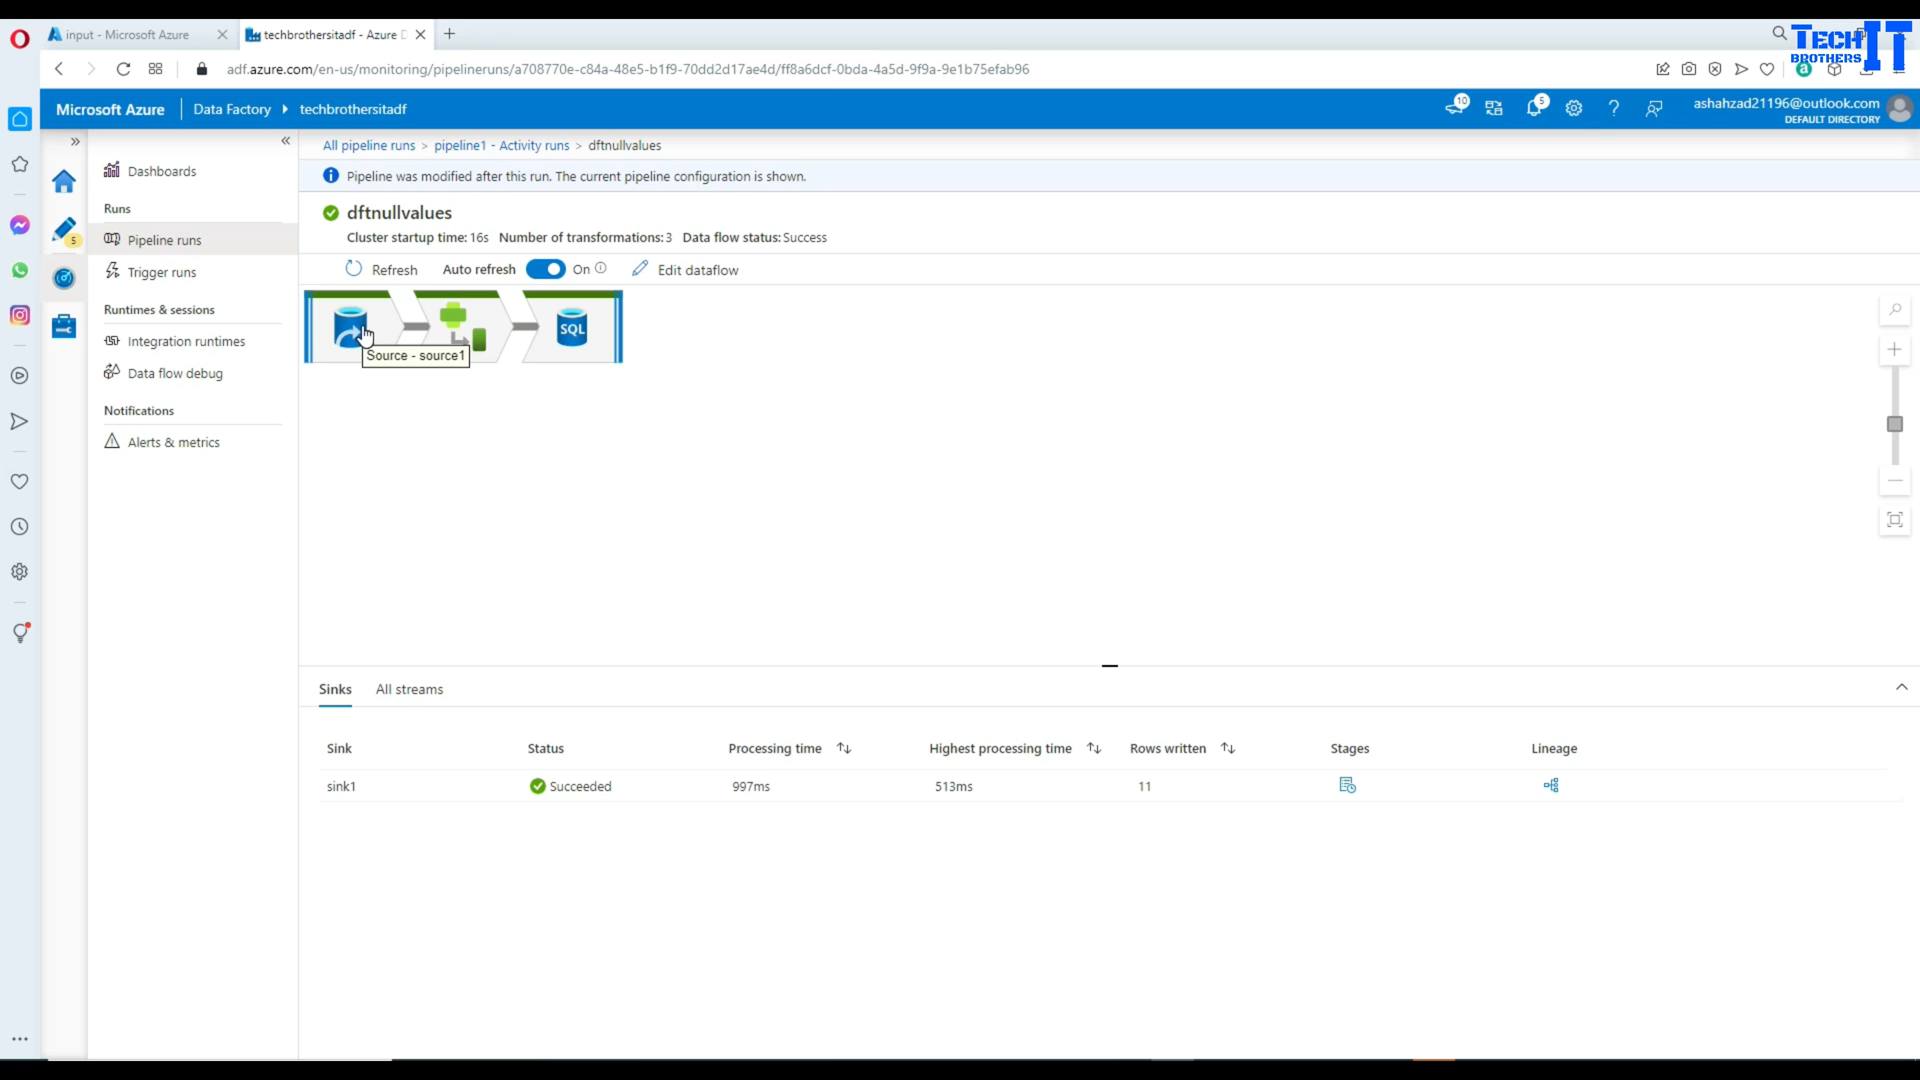 input - Microsoft Azure
techbrothersitadf - Azure D
TECH IT
BROTHERS
adf.azure.com/en-us/monitoring/pipelineruns/a708770e-c84a-48e5-b1f9-70dd2d17ae4d/ff8a6dcf-0bda-4a5d-9f9a-9e1b75efab96
Microsoft Azure
Data Factory
techbrothersitadf
10
5
ashahzad21196@outlook.com
DEFAULT DIRECTORY
Dashboards
Runs
5
Pipeline runs
Trigger runs
Runtimes & sessions
Integration runtimes
Data flow debug
Notifications
Alerts & metrics
All pipeline runs > pipeline1 - Activity runs > dftnullvalues
Pipeline was modified after this run. The current pipeline configuration is shown.
dftnullvalues
Cluster startup time: 16s Number of transformations: 3 Data flow status: Success
Refresh Auto refresh On Edit dataflow
SQL
Source - source1
Sinks All streams
Sink Status Processing time Highest processing time Rows written Stages Lineage
sink1 Succeeded 997ms 513ms 11